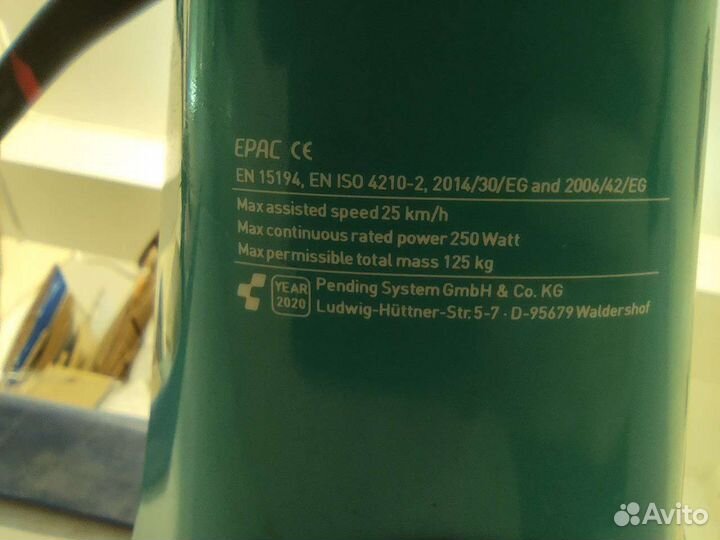 EPAC CE
EN 15194, EN ISO 4210-2, 2014/30/EG and 2006/42/EG
Max assisted speed 25 km/h
Max continuous rated power 250 Watt
Max permissible total mass 125 kg
YEAR 2020
Pending System GmbH & Co. KG
Ludwig-Hüttner-Str. 5-7 · D-95679 Waldershof
Avito